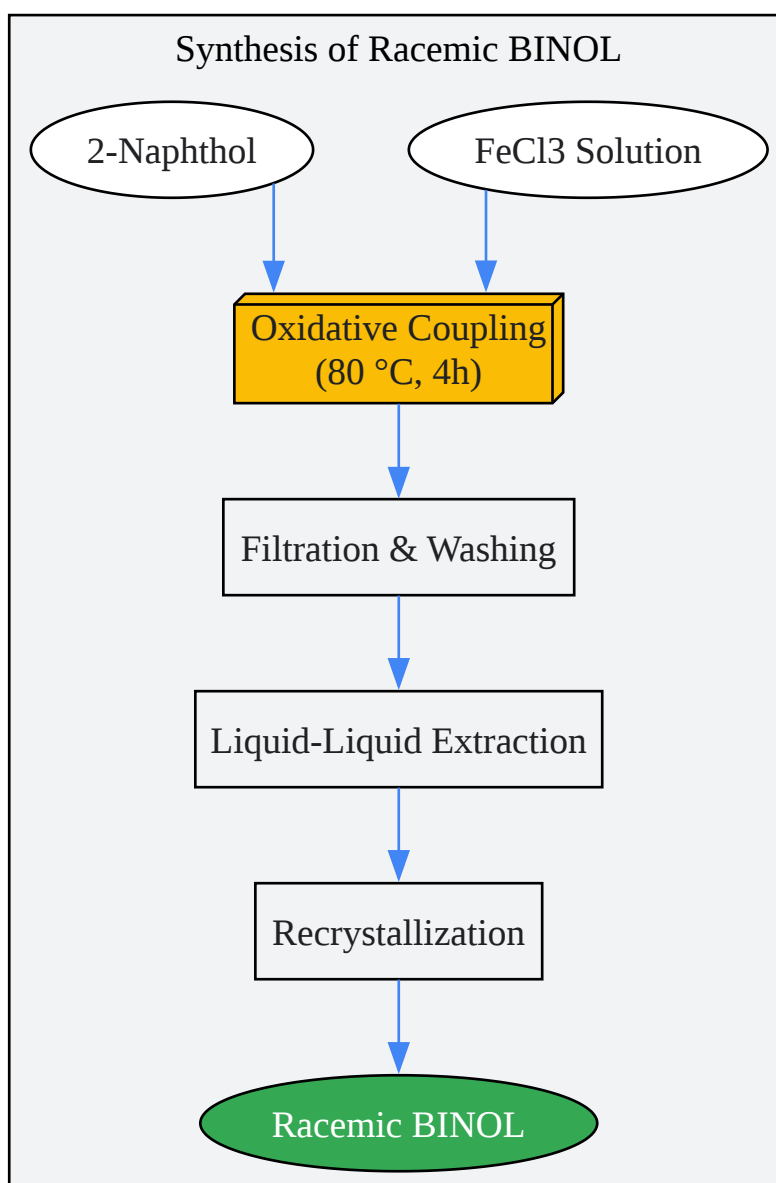 Synthesis of Racemic BINOL
2-Naphthol
FeCl3 Solution
Oxidative Coupling
(80 °C, 4h)
Filtration & Washing
Liquid-Liquid Extraction
Recrystallization
Racemic BINOL